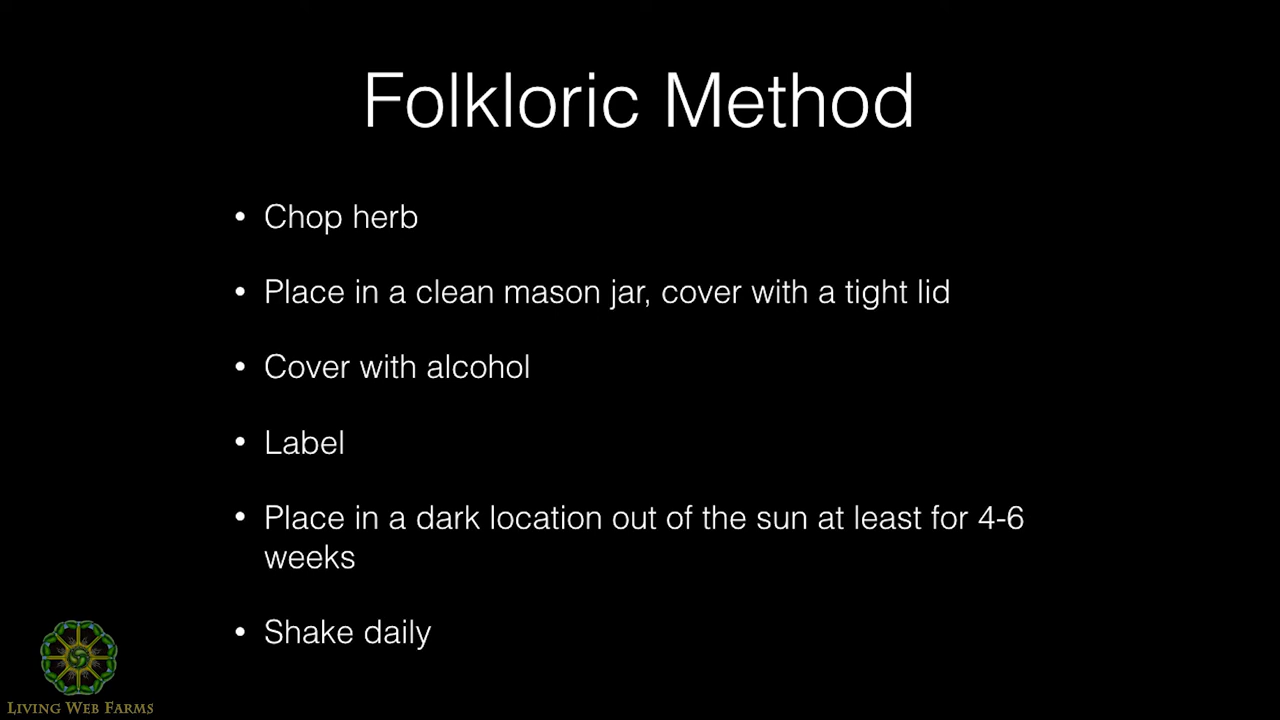 Folkloric Method
• Chop herb
• Place in a clean mason jar, cover with a tight lid
• Cover with alcohol
• Label
• Place in a dark location out of the sun at least for 4-6
weeks
• Shake daily
LIVING WEB FARMS